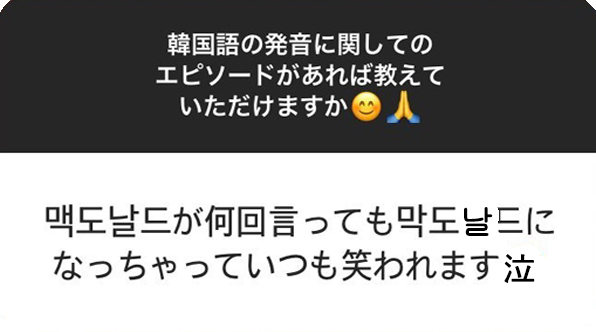 韓国語の発音に関しての
エピソードがあれば教えて
いただけますか😊🙏
맥도날드が何回言っても막도날드に
なっちゃっていつも笑われます泣